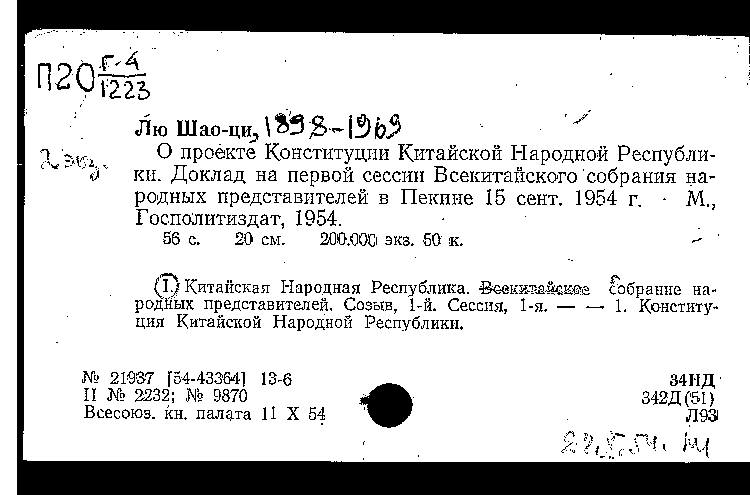 П20 Г-4
1223
Лю Шао-ци, 1898-1969
2 экз.
О проекте Конституции Китайской Народной Республи-
ки. Доклад на первой сессии Всекитайского собрания на-
родных представителей в Пекине 15 сент. 1954 г. М.,
Госполитиздат, 1954.
56 с. 20 см. 200.000 экз. 50 к.
(I.) Китайская Народная Республика. Всекитайское Собрание на-
родных представителей. Созыв, 1-й. Сессия, 1-я. — — 1. Конститу-
ция Китайской Народной Республики.
№ 21937 [54-43364] 13-6
34НД
П № 2232; № 9870
342Д(51)
Всесоюз. кн. палата 11 X 54
Л93